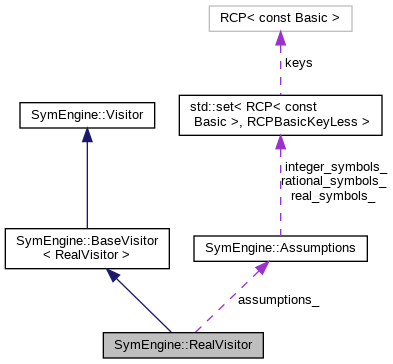 RCP< const Basic >
keys
SymEngine::Visitor
std::set< RCP< const
Basic >, RCPBasicKeyLess >
integer_symbols_
rational_symbols_
real_symbols_
SymEngine::BaseVisitor
< RealVisitor >
SymEngine::Assumptions
assumptions_
SymEngine::RealVisitor